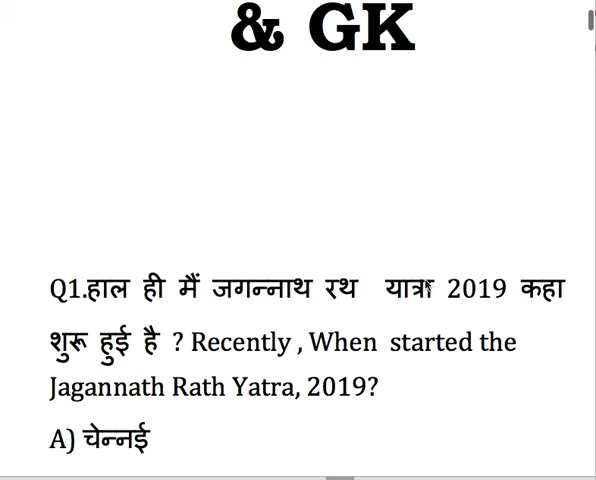 & GK
Q1.हाल ही मैं जगन्नाथ रथ यात्रा 2019 कहा
शुरू हुई है ? Recently , When started the
Jagannath Rath Yatra, 2019?
A) चेन्नई